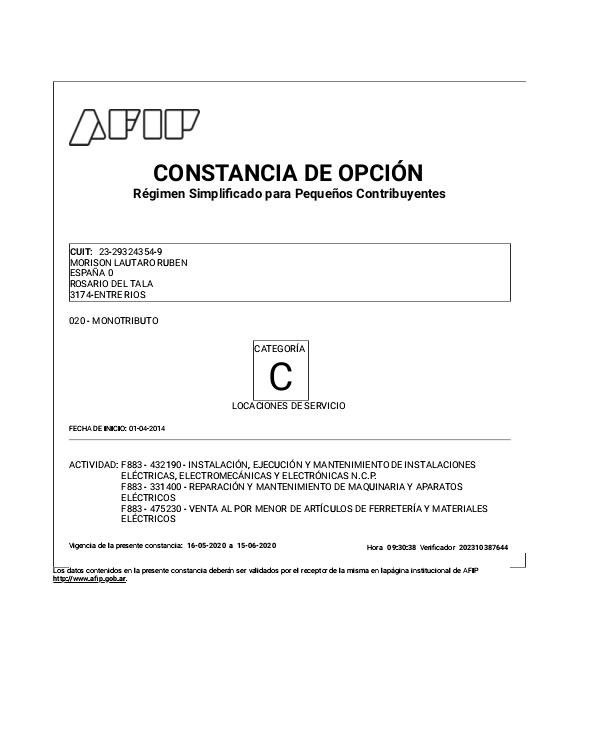 AFIP
CONSTANCIA DE OPCIÓN
Régimen Simplificado para Pequeños Contribuyentes
CUIT: 23-29324354-9
MORISON LAUTARO RUBEN
ESPAÑA 0
ROSARIO DEL TALA
3174-ENTRE RIOS
020 - MONOTRIBUTO
CATEGORÍA
C
LOCACIONES DE SERVICIO
FECHA DE INICIO: 01-04-2014
ACTIVIDAD: F883 - 432190 - INSTALACIÓN, EJECUCIÓN Y MANTENIMIENTO DE INSTALACIONES
ELÉCTRICAS, ELECTROMECÁNICAS Y ELECTRÓNICAS N.C.P.
F883 - 331400 - REPARACIÓN Y MANTENIMIENTO DE MAQUINARIA Y APARATOS
ELÉCTRICOS
F883 - 475230 - VENTA AL POR MENOR DE ARTÍCULOS DE FERRETERÍA Y MATERIALES
ELÉCTRICOS
Vigencia de la presente constancia: 16-05-2020 a 15-06-2020
Hora 09:30:38 Verificador 202310387644
Los datos contenidos en la presente constancia deberán ser validados por el receptor de la misma en lapágina institucional de AFIP
http://www.afip.gob.ar.